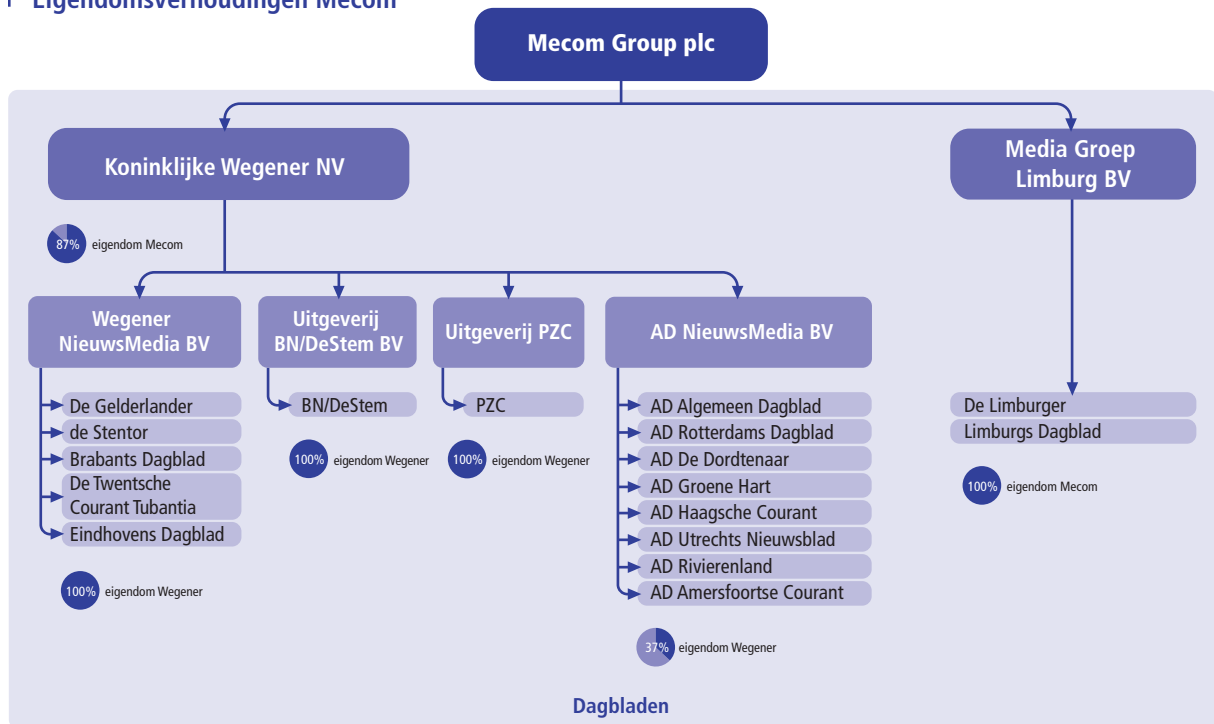 Eigendomsverhoudingen Mecom
Mecom Group plc
Koninklijke Wegener NV
Media Groep
Limburg BV
87% eigendom Mecom
Wegener
NieuwsMedia BV
Uitgeverij
BN/DeStem BV
Uitgeverij PZC
AD NieuwsMedia BV
De Gelderlander
de Stentor
Brabants Dagblad
De Twentsche
Courant Tubantia
Eindhovens Dagblad
100% eigendom Wegener
BN/DeStem
100% eigendom Wegener
PZC
100% eigendom Wegener
AD Algemeen Dagblad
AD Rotterdams Dagblad
AD De Dordtenaar
AD Groene Hart
AD Haagsche Courant
AD Utrechts Nieuwsblad
AD Rivierenland
AD Amersfoortse Courant
37% eigendom Wegener
De Limburger
Limburgs Dagblad
100% eigendom Mecom
Dagbladen